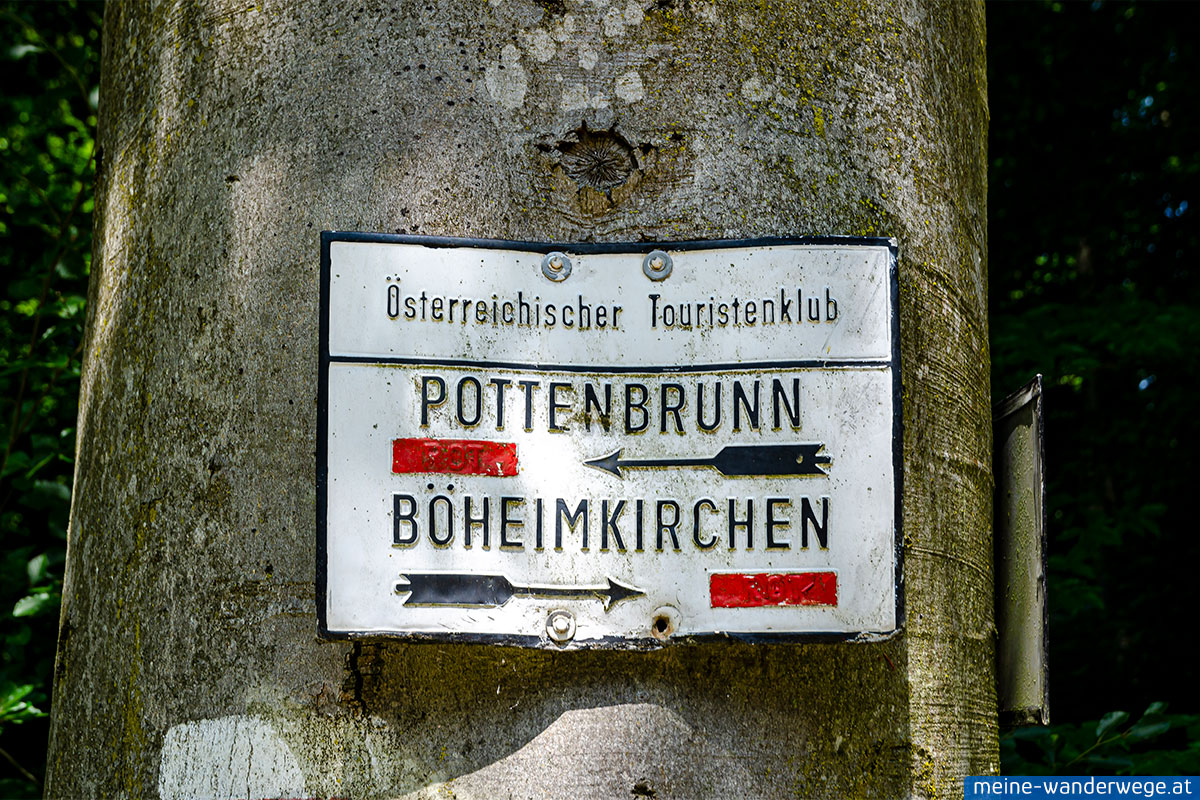 Österreichischer Touristenklub
POTTENBRUNN
BÖHEIMKIRCHEN
meine-wanderwege.at